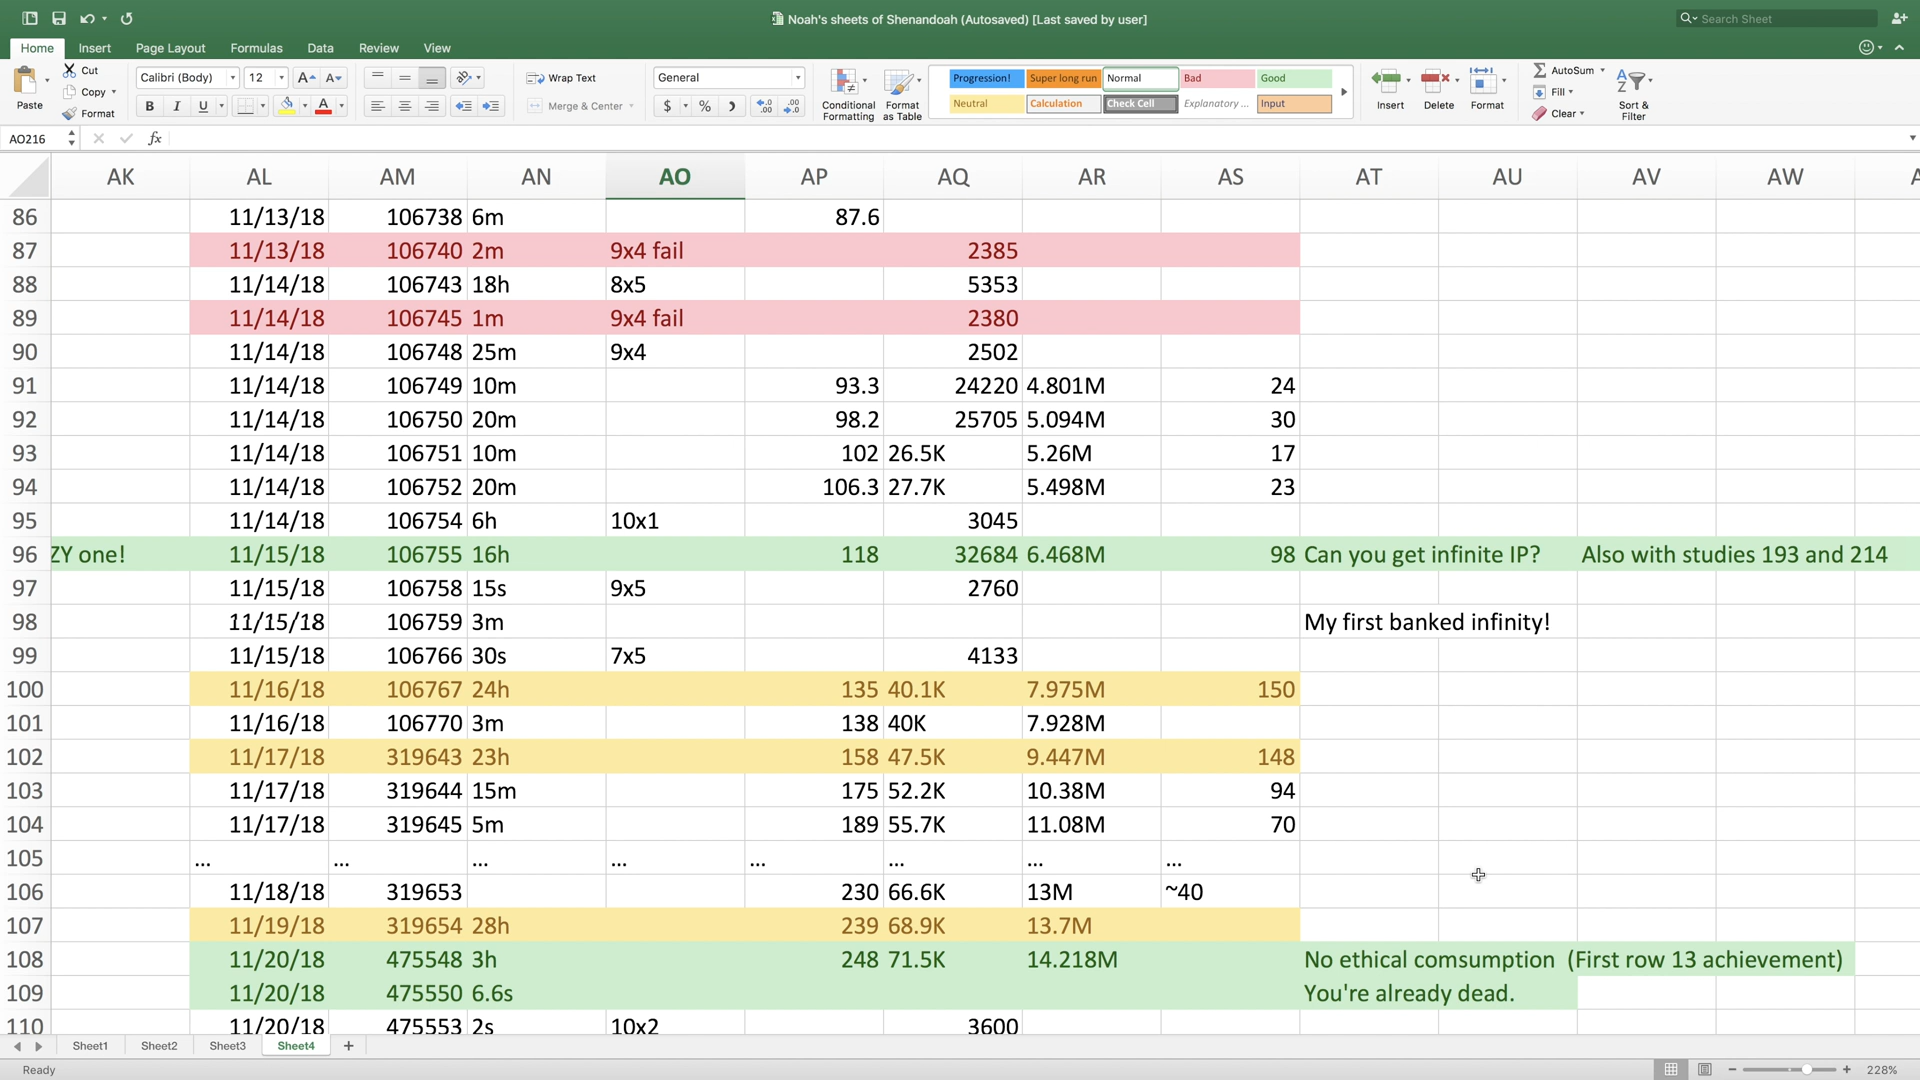 Noah's sheets of Shenandoah (Autosaved) [Last saved by user]
Search Sheet
Home Insert Page Layout Formulas Data Review View
Paste
Cut
Copy
Format
Calibri (Body) 12 A A
B I U A
Wrap Text
Merge & Center
General
$ % .00 .00
Conditional Formatting
Format as Table
Progression! Super long run Normal Bad Good
Neutral Calculation Check Cell Explanatory ... Input
Insert Delete Format
AutoSum
Fill
Clear
Sort & Filter
AO216 fx
AK AL AM AN AO AP AQ AR AS AT AU AV AW
86 11/13/18 106738 6m 87.6
87 11/13/18 106740 2m 9x4 fail 2385
88 11/14/18 106743 18h 8x5 5353
89 11/14/18 106745 1m 9x4 fail 2380
90 11/14/18 106748 25m 9x4 2502
91 11/14/18 106749 10m 93.3 24220 4.801M 24
92 11/14/18 106750 20m 98.2 25705 5.094M 30
93 11/14/18 106751 10m 102 26.5K 5.26M 17
94 11/14/18 106752 20m 106.3 27.7K 5.498M 23
95 11/14/18 106754 6h 10x1 3045
96 ZY one! 11/15/18 106755 16h 118 32684 6.468M 98 Can you get infinite IP? Also with studies 193 and 214
97 11/15/18 106758 15s 9x5 2760
98 11/15/18 106759 3m My first banked infinity!
99 11/15/18 106766 30s 7x5 4133
100 11/16/18 106767 24h 135 40.1K 7.975M 150
101 11/16/18 106770 3m 138 40K 7.928M
102 11/17/18 319643 23h 158 47.5K 9.447M 148
103 11/17/18 319644 15m 175 52.2K 10.38M 94
104 11/17/18 319645 5m 189 55.7K 11.08M 70
105 ... ... ... ... ... ... ... ...
106 11/18/18 319653 230 66.6K 13M ~40
107 11/19/18 319654 28h 239 68.9K 13.7M
108 11/20/18 475548 3h 248 71.5K 14.218M No ethical comsumption (First row 13 achievement)
109 11/20/18 475550 6.6s You're already dead.
110 11/20/18 475553 2s 10x2 3600
Sheet1 Sheet2 Sheet3 Sheet4 +
Ready 228%